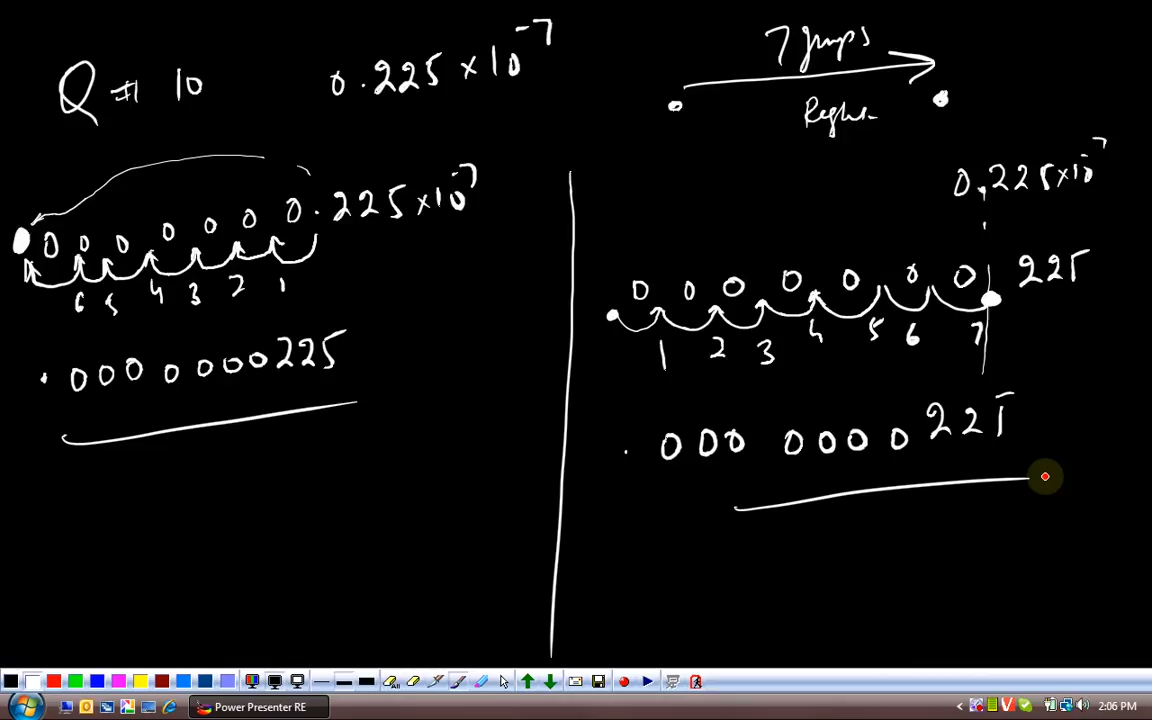 Q # 10 0.225 × 10⁻⁷
7 jumps
Right
0.225 × 10⁻⁷
0 0 0 0 0 0 0 . 225 × 10⁻⁷
6 5 4 3 2 1
0 0 0 0 0 0 0 225
1 2 3 4 5 6 7
.0000000225
.0000000225
Power Presenter RE
2:06 PM